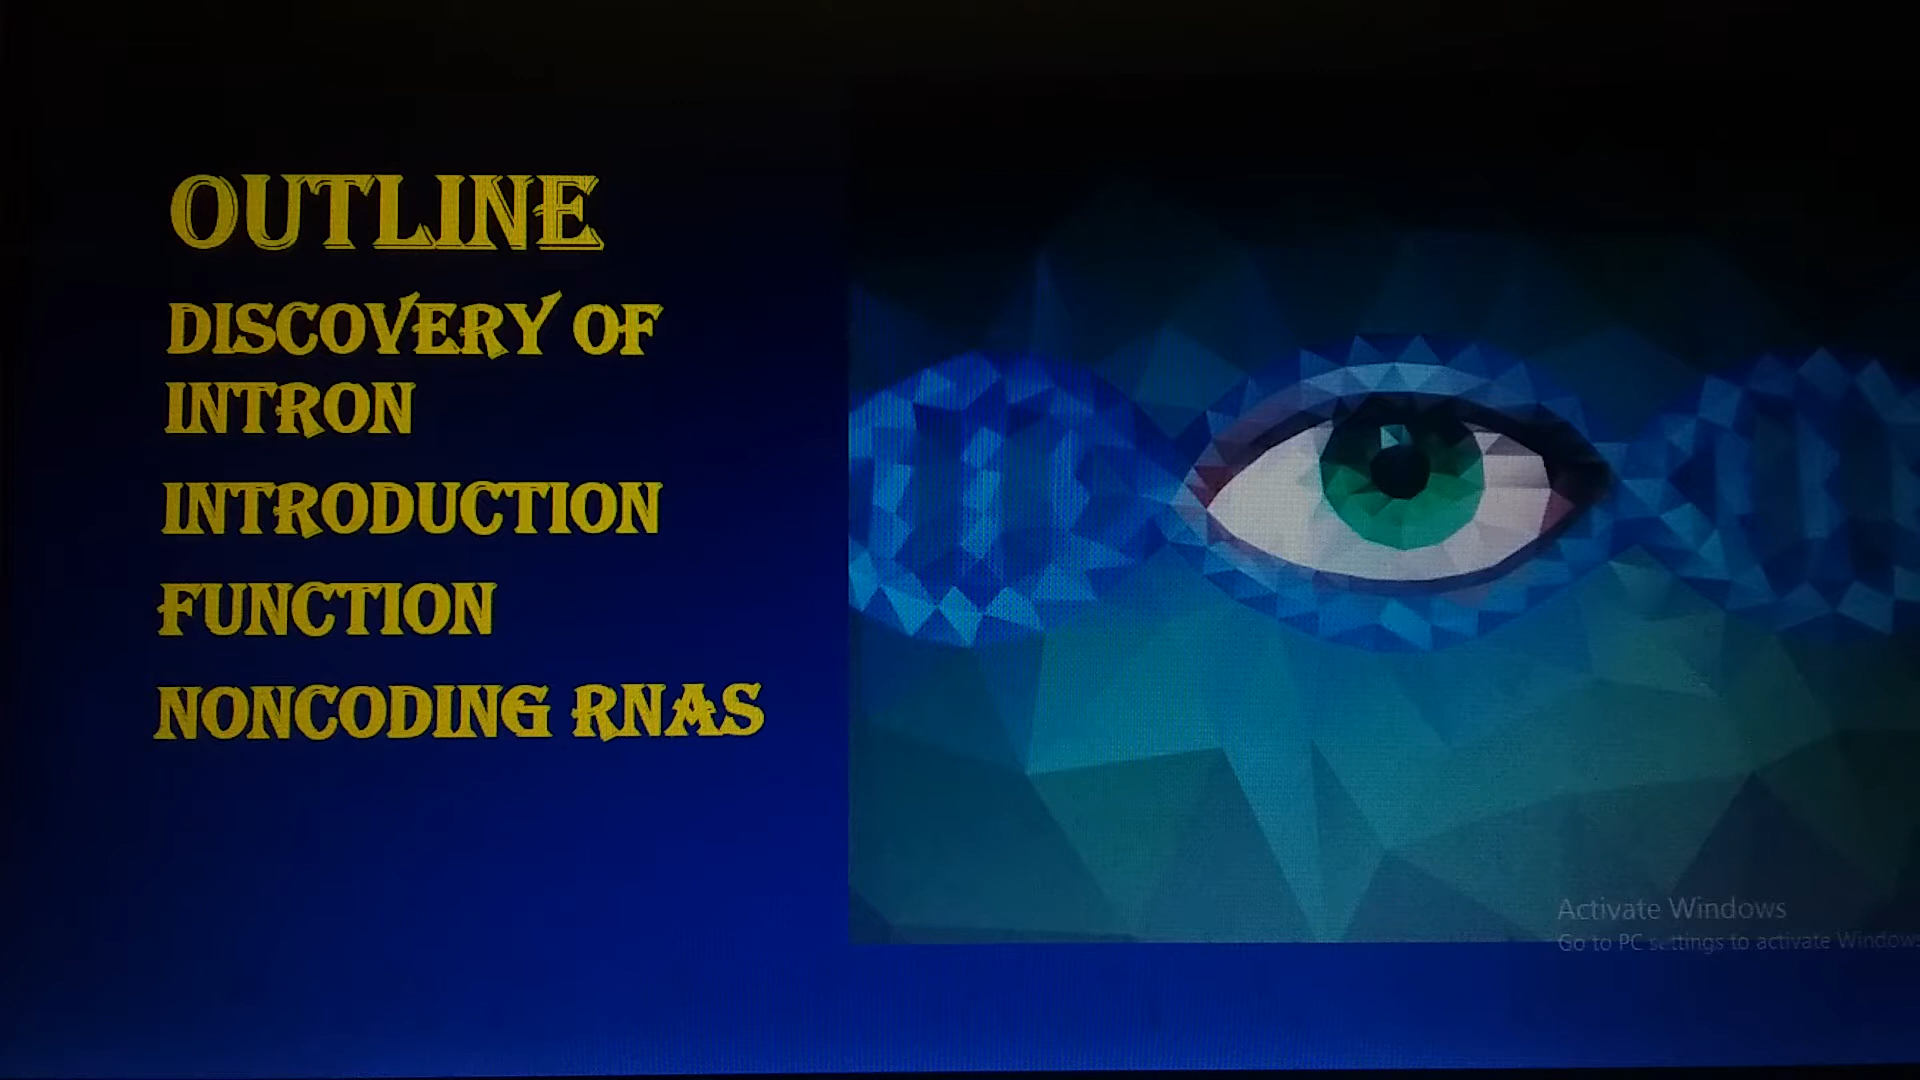 OUTLINE
DISCOVERY OF
INTRON
INTRODUCTION
FUNCTION
NONCODING RNAS
Activate Windows
Go to PC settings to activate Windows